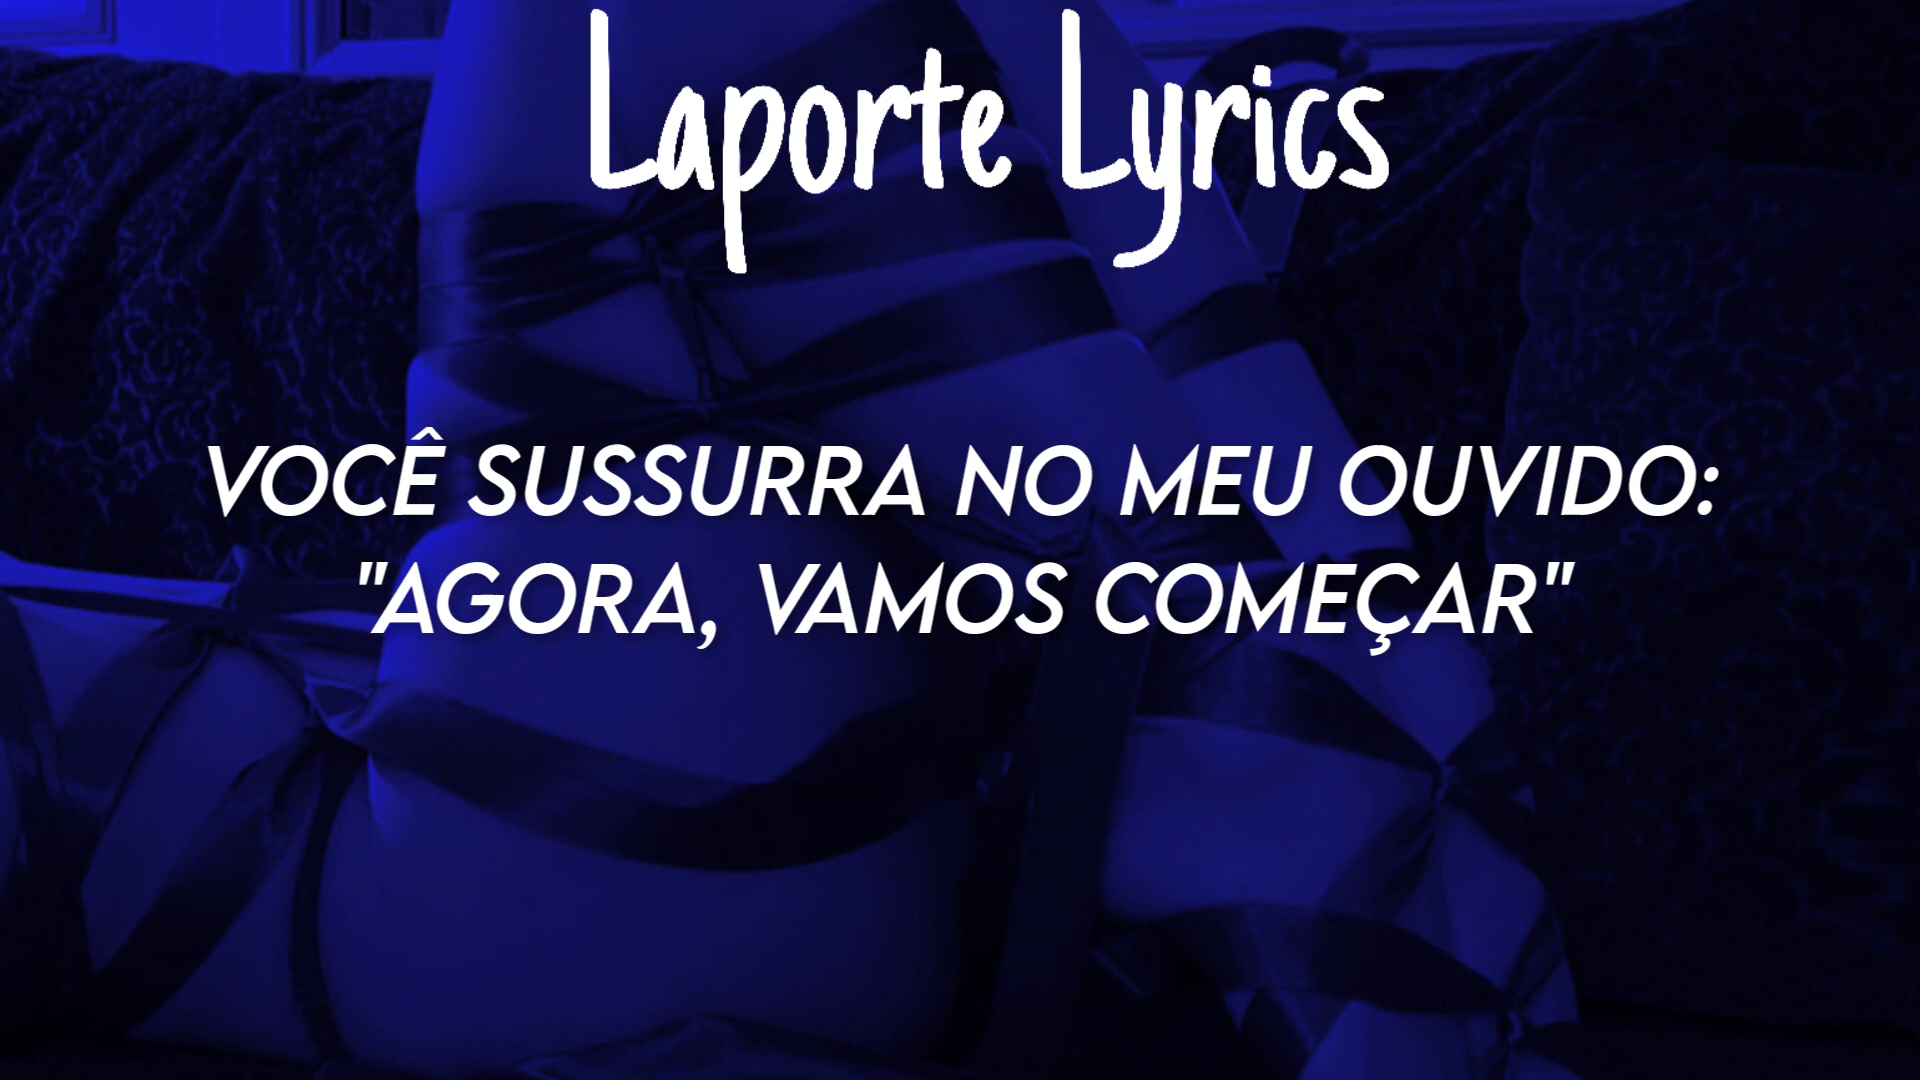 Laporte Lyrics
VOCÊ SUSSURRA NO MEU OUVIDO:
"AGORA, VAMOS COMEÇAR"